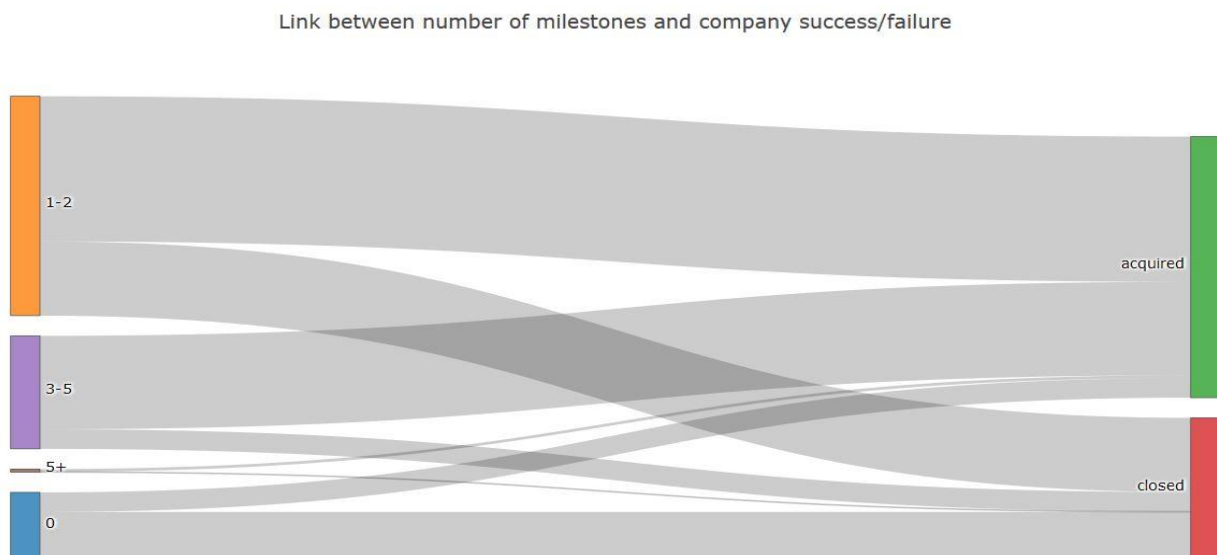 Link between number of milestones and company success/failure
1-2
acquired
3-5
5+
closed
0